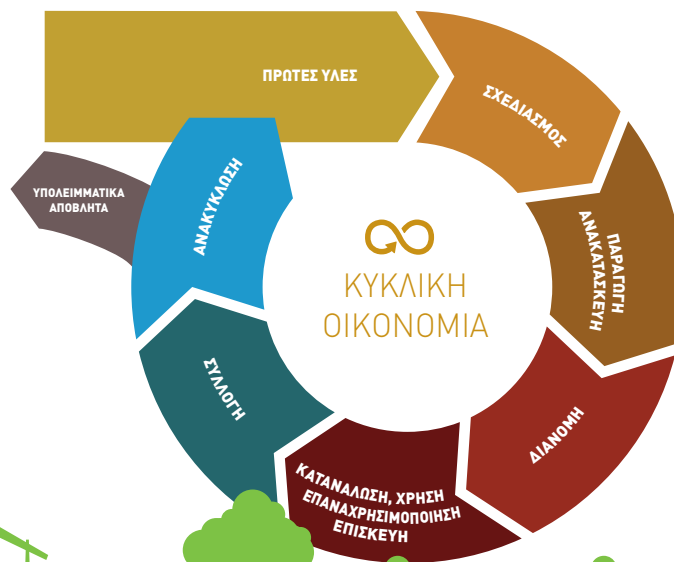 ΠΡΩΤΕΣ ΥΛΕΣ
ΣΧΕΔΙΑΣΜΟΣ
ΠΑΡΑΓΩΓΗ
ΑΝΑΚΑΤΑΣΚΕΥΗ
ΔΙΑΝΟΜΗ
ΚΑΤΑΝΑΛΩΣΗ, ΧΡΗΣΗ
ΕΠΑΝΑΧΡΗΣΙΜΟΠΟΙΗΣΗ
ΕΠΙΣΚΕΥΗ
ΣΥΛΛΟΓΗ
ΑΝΑΚΥΚΛΩΣΗ
ΥΠΟΛΕΙΜΜΑΤΙΚΑ
ΑΠΟΒΛΗΤΑ
ΚΥΚΛΙΚΗ
ΟΙΚΟΝΟΜΙΑ